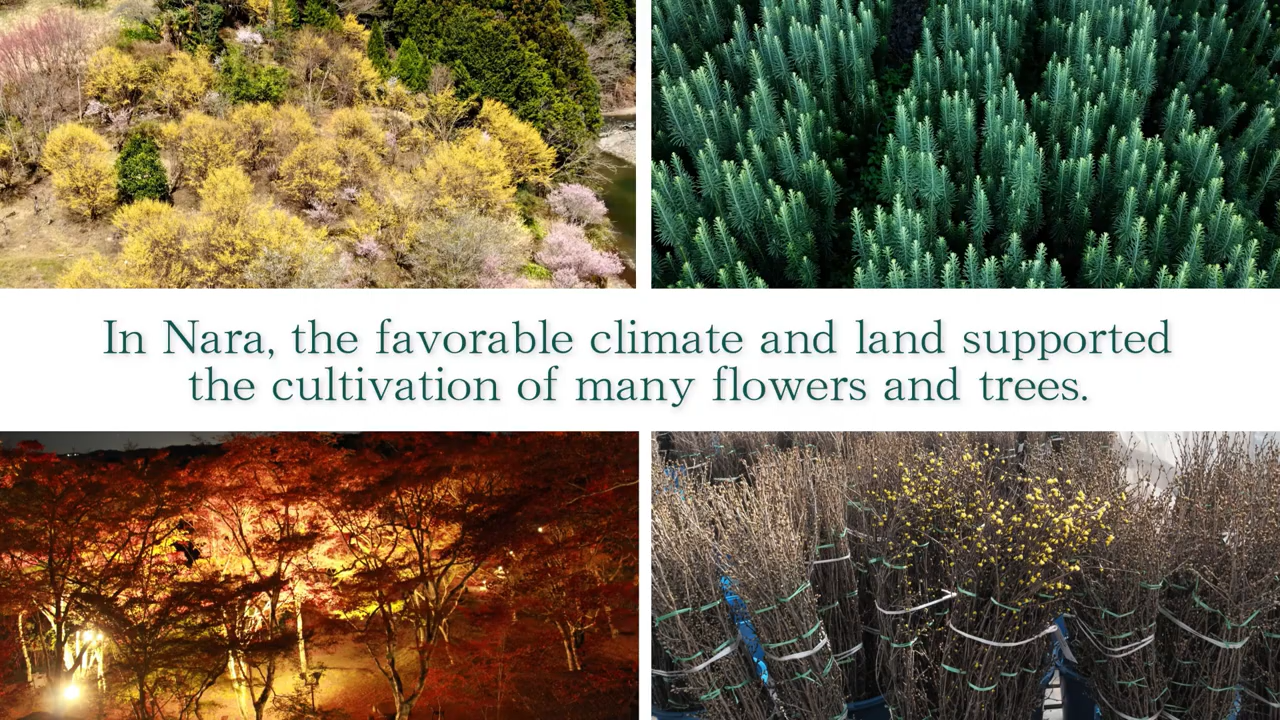 In Nara, the favorable climate and land supported
the cultivation of many flowers and trees.